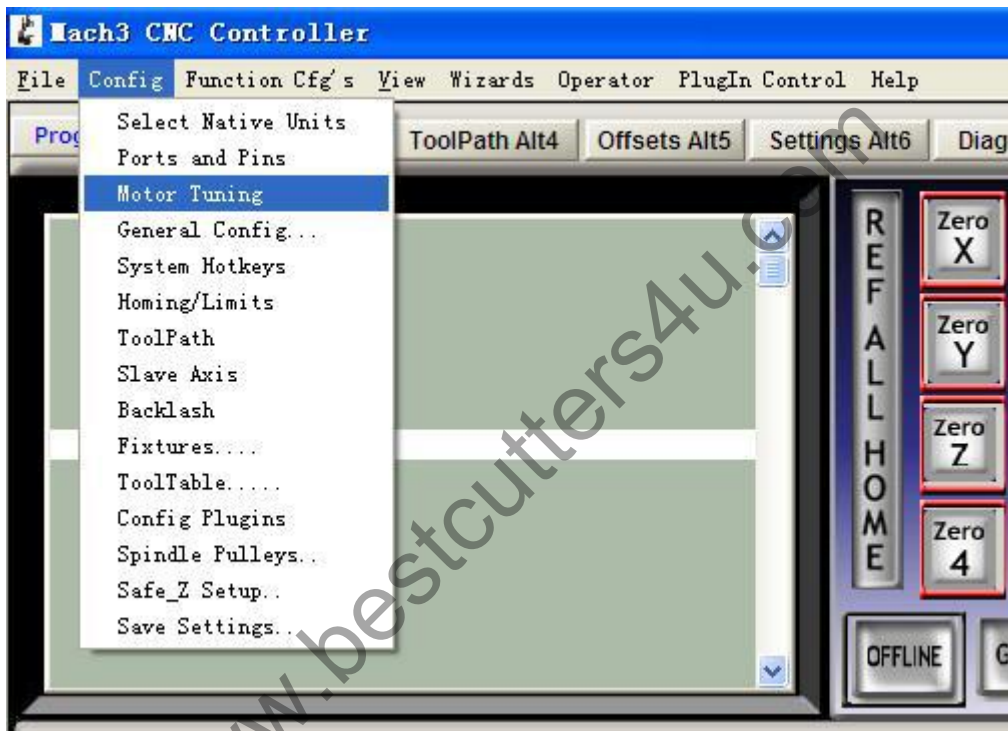 Mach3 CNC Controller
File Config Function Cfg's View Wizards Operator PlugIn Control Help
ToolPath Alt4 Offsets Alt5 Settings Alt6
Select Native Units
Ports and Pins
Motor Tuning
General Config...
System Hotkeys
Homing/Limits
ToolPath
Slave Axis
Backlash
Fixtures....
ToolTable.....
Config Plugins
Spindle Pulleys..
Safe_Z Setup..
Save Settings..
REF ALL HOME
Zero
X
Zero
Y
Zero
Z
Zero
4
OFFLINE
G
w.bestcutters4u.com